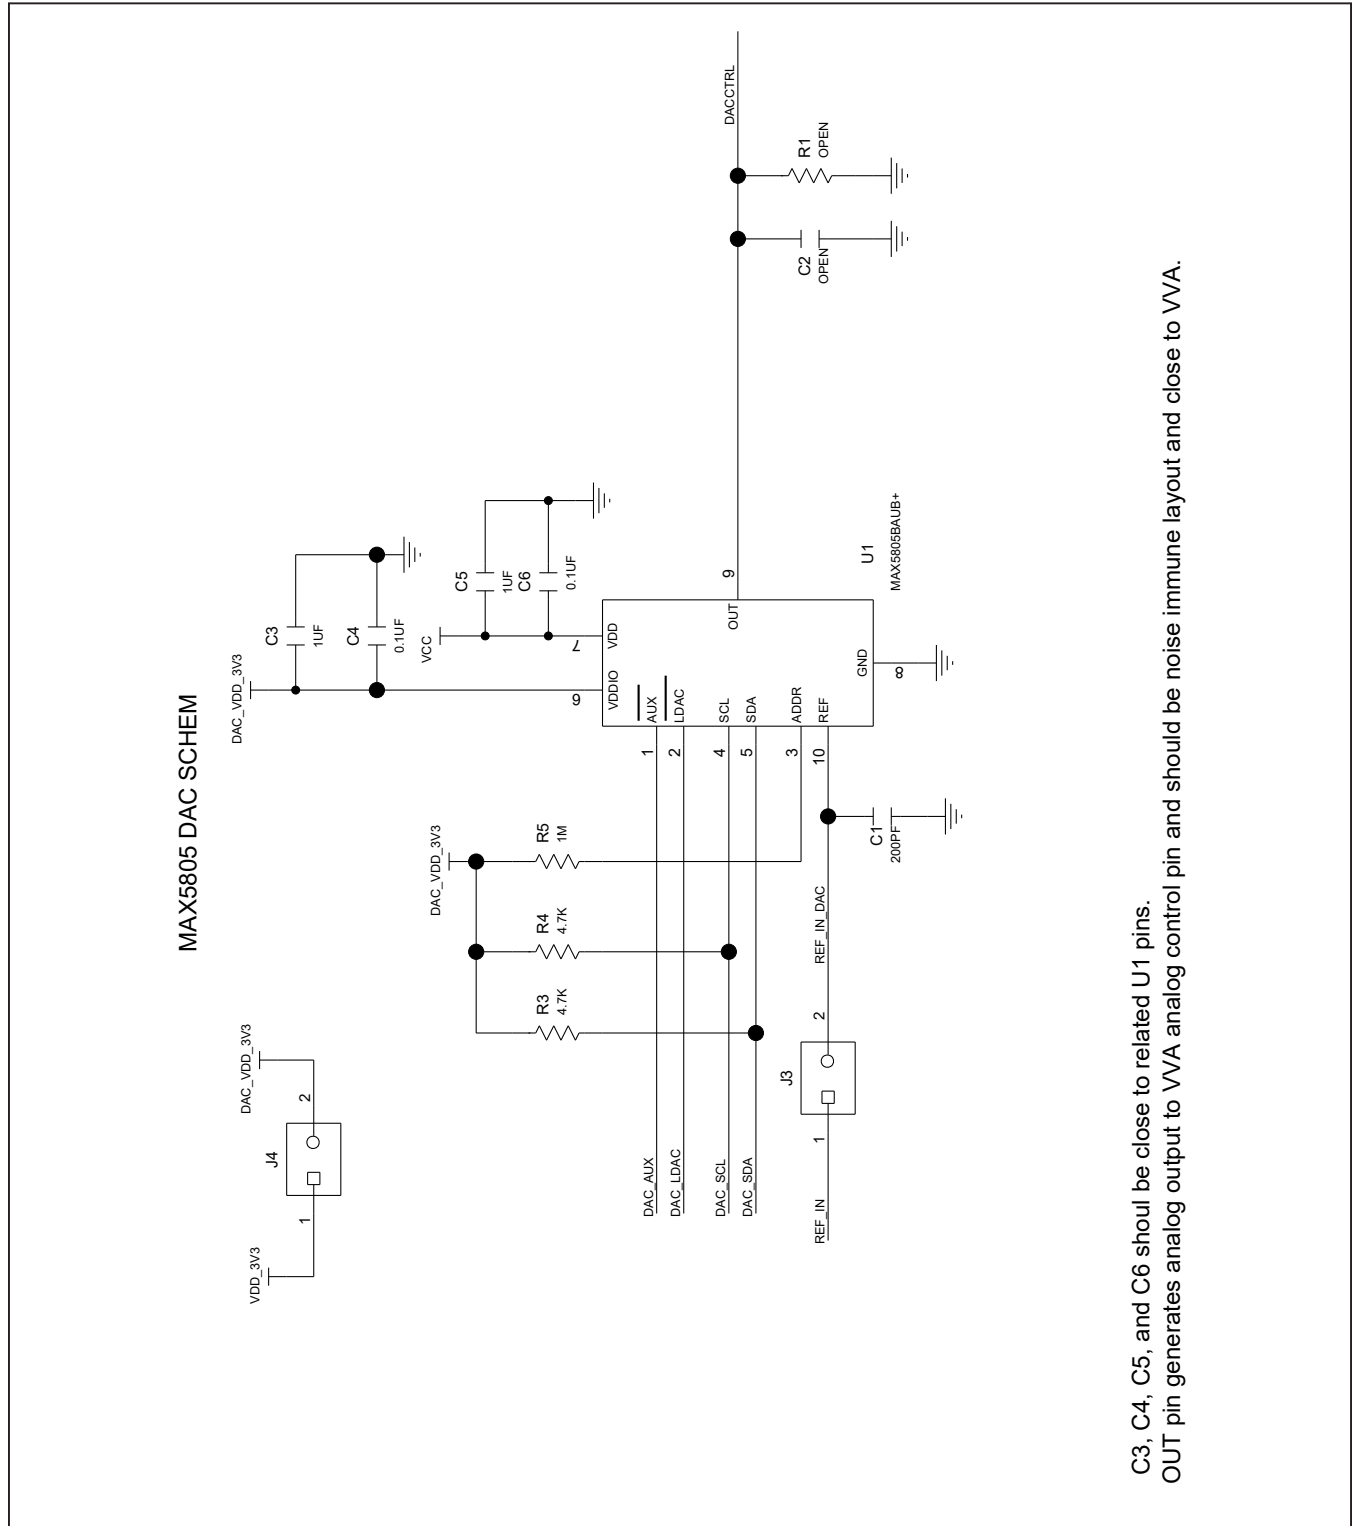 MAX5805 DAC SCHEM
VDD_3V3
1
J4
2
DAC_VDD_3V3
DAC_VDD_3V3
C3
1UF
C4
0.1UF
VCC
C5
1UF
C6
0.1UF
DAC_VDD_3V3
R3
4.7K
R4
4.7K
R5
1M
6
7
VDDIO
VDD
DAC_AUX
1
AUX
DAC_LDAC
2
LDAC
DAC_SCL
4
SCL
DAC_SDA
5
SDA
3
ADDR
REF_IN
1
J3
2
REF_IN_DAC
10
REF
C1
200PF
OUT
9
GND
8
U1
MAX5805BAUB+
C2
OPEN
R1
OPEN
DACCTRL
C3, C4, C5, and C6 shoul be close to related U1 pins.
OUT pin generates analog output to VVA analog control pin and should be noise immune layout and close to VVA.